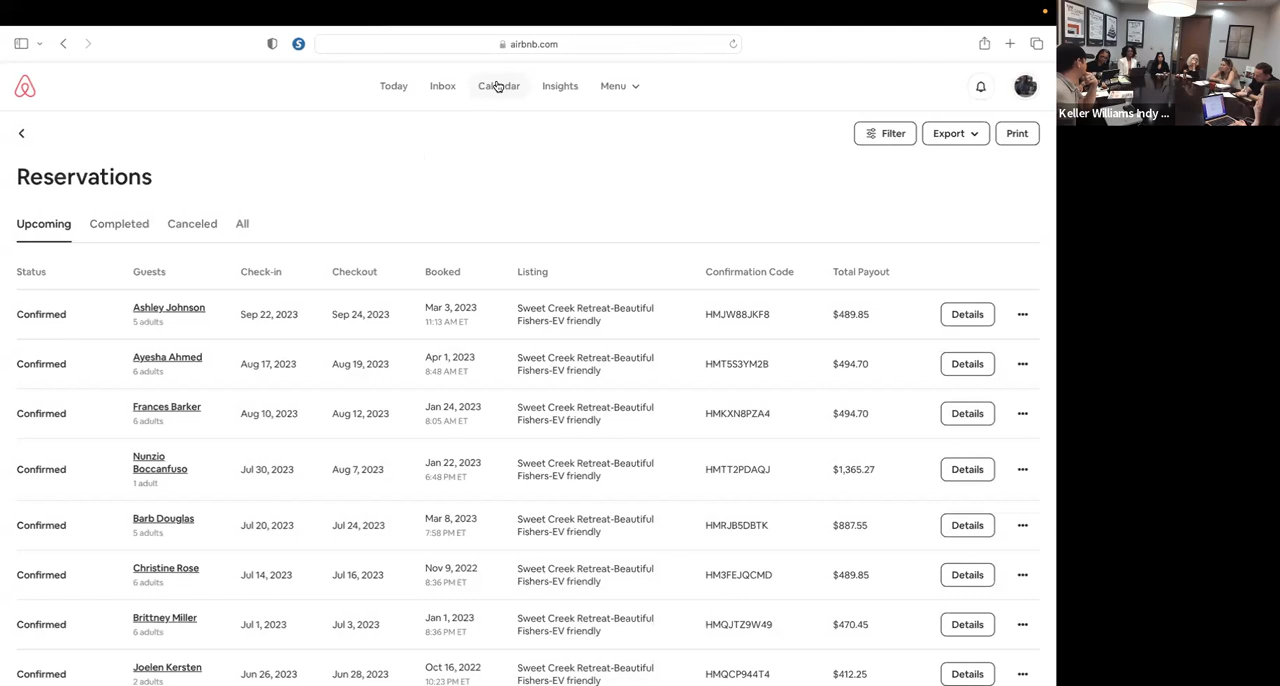 airbnb.com
Today Inbox Calendar Insights Menu
Filter Export Print
Keller Williams Indy ...
Reservations
Upcoming Completed Canceled All
Status Guests Check-in Checkout Booked Listing Confirmation Code Total Payout
Confirmed Ashley Johnson Sep 22, 2023 Sep 24, 2023 Mar 3, 2023 Sweet Creek Retreat-Beautiful HMJW88JKF8 $489.85 Details
5 adults 11:13 AM ET Fishers-EV friendly
Confirmed Ayesha Ahmed Aug 17, 2023 Aug 19, 2023 Apr 1, 2023 Sweet Creek Retreat-Beautiful HMT5S3YM2B $494.70 Details
6 adults 8:48 AM ET Fishers-EV friendly
Confirmed Frances Barker Aug 10, 2023 Aug 12, 2023 Jan 24, 2023 Sweet Creek Retreat-Beautiful HMKXN8PZA4 $494.70 Details
6 adults 8:05 AM ET Fishers-EV friendly
Confirmed Nunzio Jul 30, 2023 Aug 7, 2023 Jan 22, 2023 Sweet Creek Retreat-Beautiful HMTT2PDAQJ $1,365.27 Details
Boccanfuso 6:48 PM ET Fishers-EV friendly
1 adult
Confirmed Barb Douglas Jul 20, 2023 Jul 24, 2023 Mar 8, 2023 Sweet Creek Retreat-Beautiful HMRJB5DBTK $887.55 Details
5 adults 7:58 PM ET Fishers-EV friendly
Confirmed Christine Rose Jul 14, 2023 Jul 16, 2023 Nov 9, 2022 Sweet Creek Retreat-Beautiful HM3FEJQCMD $489.85 Details
6 adults 8:36 PM ET Fishers-EV friendly
Confirmed Brittney Miller Jul 1, 2023 Jul 3, 2023 Jan 1, 2023 Sweet Creek Retreat-Beautiful HMQJTZ9W49 $470.45 Details
6 adults 8:36 PM ET Fishers-EV friendly
Confirmed Joelen Kersten Jun 26, 2023 Jun 28, 2023 Oct 16, 2022 Sweet Creek Retreat-Beautiful HMQCP944T4 $412.25 Details
2 adults 10:23 PM ET Fishers-EV friendly